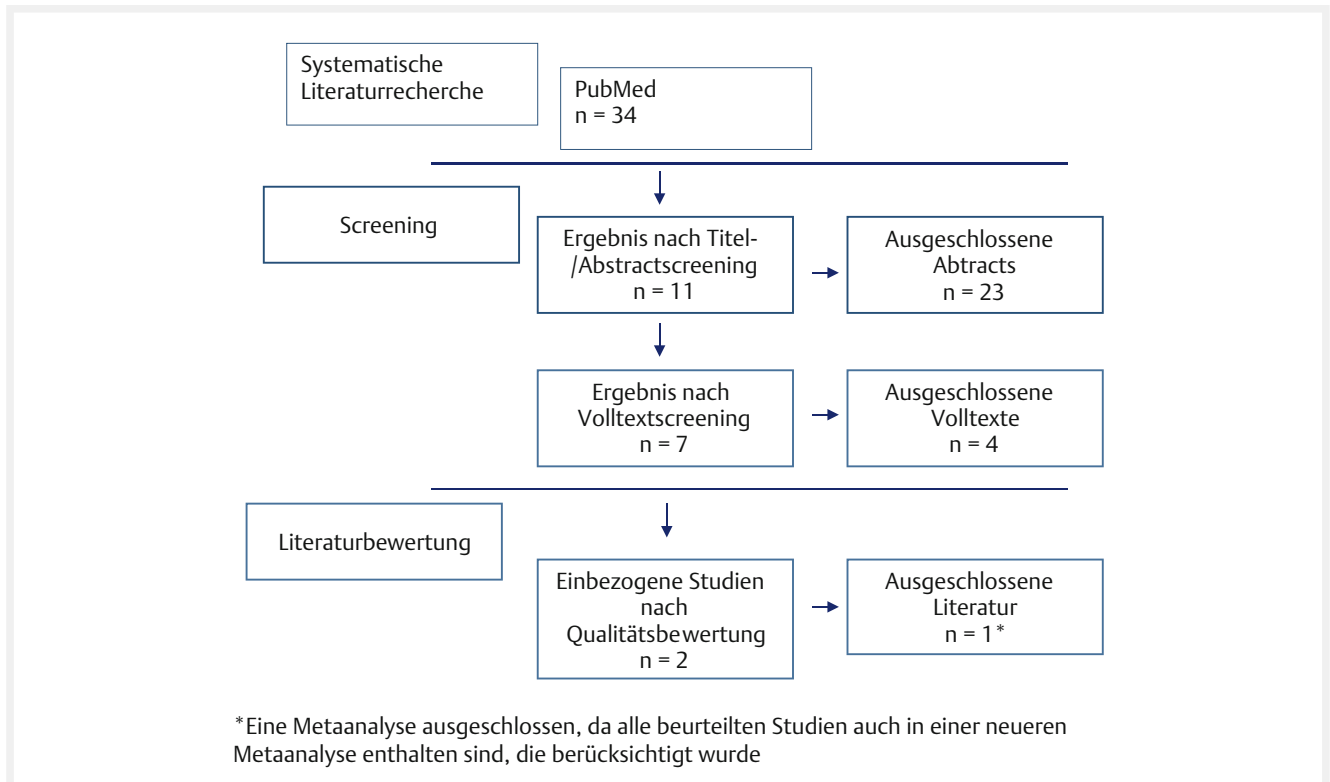 Systematische
Literaturrecherche
PubMed
n = 34
Screening
Ergebnis nach Titel-
/Abstractscreening
n = 11
Ausgeschlossene
Abtracts
n = 23
Ergebnis nach
Volltextscreening
n = 7
Ausgeschlossene
Volltexte
n = 4
Literaturbewertung
Einbezogene Studien
nach
Qualitätsbewertung
n = 2
Ausgeschlossene
Literatur
n = 1*
*Eine Metaanalyse ausgeschlossen, da alle beurteilten Studien auch in einer neueren
Metaanalyse enthalten sind, die berücksichtigt wurde